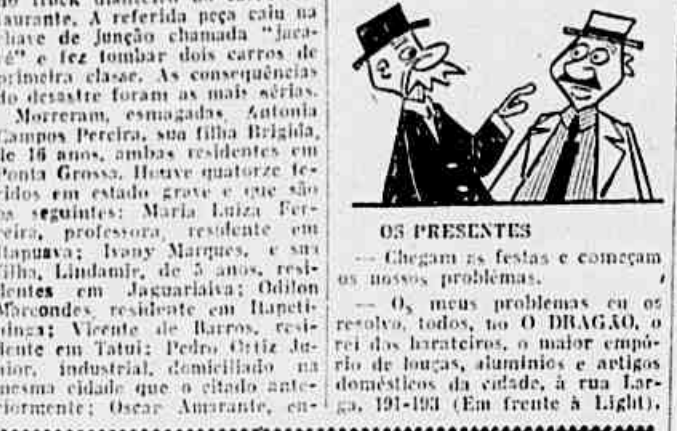 taurante. A referida peça caiu na
chave de junção chamada "jaca-
ré" e fez tombar dois carros de
primeira classe. As consequências
do desastre foram as mais sérias.
Morreram, esmagadas, Antonia
Campos Pereira, sua filha Brigida,
de 16 anos, ambas residentes em
Ponta Grossa. Houve quatorze fe-
ridos em estado grave e que são
os seguintes: Maria Luiza Fer-
reira, professora, residente em
Itapuava; Ivany Marques, e sua
filha, Lindamir, de 5 anos, resi-
dentes em Jaguariaiva; Odilon
Marcondes, residente em Itapeti-
ninga; Vicente de Barros, resi-
dente em Tatui; Pedro Ortiz Ju-
nior, industrial, domiciliado na
mesma cidade que o citado ante-
riormente; Oscar Amarante, en-
OS PRESENTES
— Chegam as festas e começam
os nossos problemas.
— Os meus problemas eu os
resolvo, todos, no O DRAGÃO, o
rei dos barateiros, o maior empó-
rio de louças, aluminios e artigos
domésticos da cidade, à rua Lar-
ga, 191-193 (Em frente à Light).